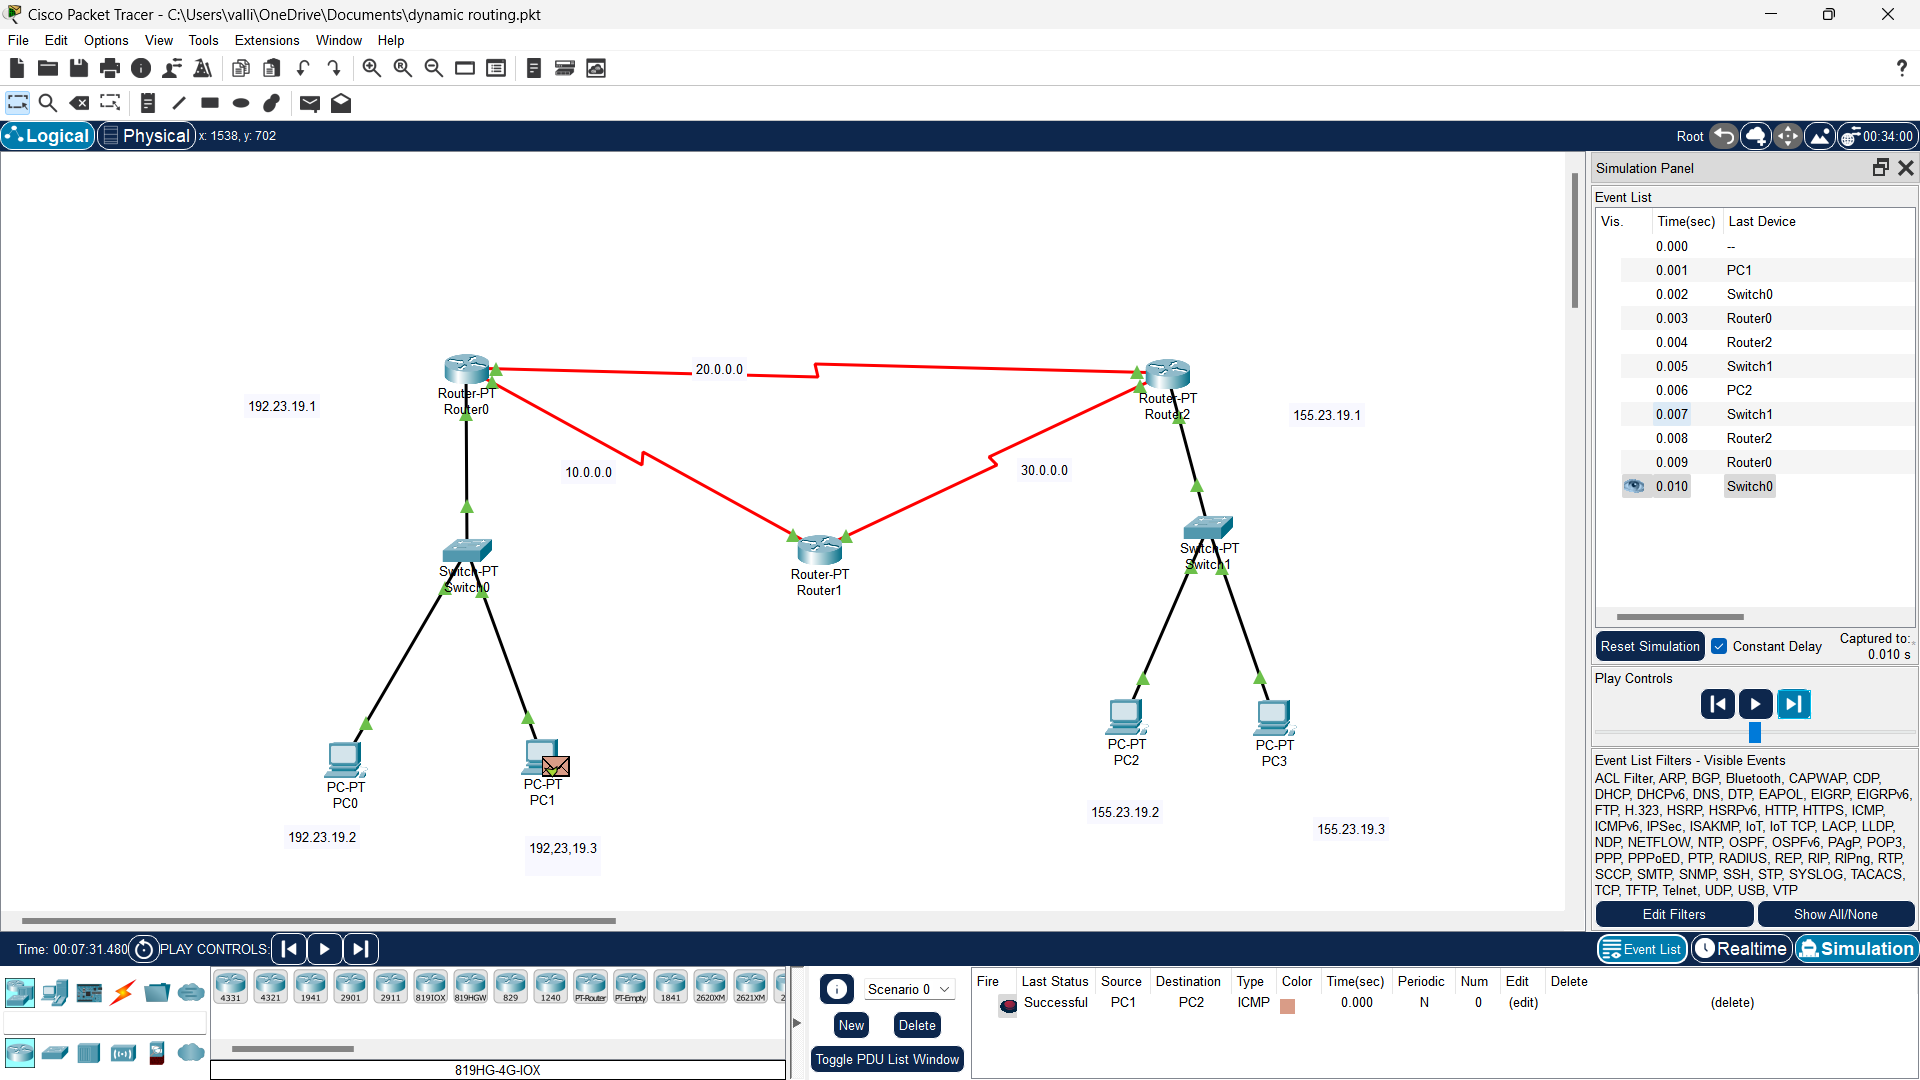 Cisco Packet Tracer - C:\Users\valli\OneDrive\Documents\dynamic routing.pkt
File Edit Options View Tools Extensions Window Help
?
Logical Physical x: 1538, y: 702 Root 00:34:00
Simulation Panel
Event List
Vis. Time(sec) Last Device
0.000 --
0.001 PC1
0.002 Switch0
0.003 Router0
0.004 Router2
0.005 Switch1
0.006 PC2
0.007 Switch1
0.008 Router2
0.009 Router0
0.010 Switch0
Reset Simulation Constant Delay Captured to:
0.010 s
Play Controls
Event List Filters - Visible Events
ACL Filter, ARP, BGP, Bluetooth, CAPWAP, CDP,
DHCP, DHCPv6, DNS, DTP, EAPOL, EIGRP, EIGRPv6,
FTP, H.323, HSRP, HSRPv6, HTTP, HTTPS, ICMP,
ICMPv6, IPSec, ISAKMP, IoT, IoT TCP, LACP, LLDP,
NDP, NETFLOW, NTP, OSPF, OSPFv6, PAgP, POP3,
PPP, PPPoED, PTP, RADIUS, REP, RIP, RIPng, RTP,
SCCP, SMTP, SNMP, SSH, STP, SYSLOG, TACACS,
TCP, TFTP, Telnet, UDP, USB, VTP
Edit Filters Show All/None
20.0.0.0
Router-PT
Router0
192.23.19.1
Router-PT
Router2
155.23.19.1
10.0.0.0
30.0.0.0
Router-PT
Router1
Switch-PT
Switch0
Switch-PT
Switch1
PC-PT
PC0
192.23.19.2
PC-PT
PC1
192,23,19.3
PC-PT
PC2
155.23.19.2
PC-PT
PC3
155.23.19.3
Time: 00:07:31.480 PLAY CONTROLS: Event List Realtime Simulation
4331 4321 1941 2901 2911 819IOX 819HGW 829 1240 PT-Router PT-Empty 1841 2620XM 2621XM 2
819HG-4G-IOX
Scenario 0
New Delete
Toggle PDU List Window
Fire Last Status Source Destination Type Color Time(sec) Periodic Num Edit Delete
Successful PC1 PC2 ICMP 0.000 N 0 (edit) (delete)